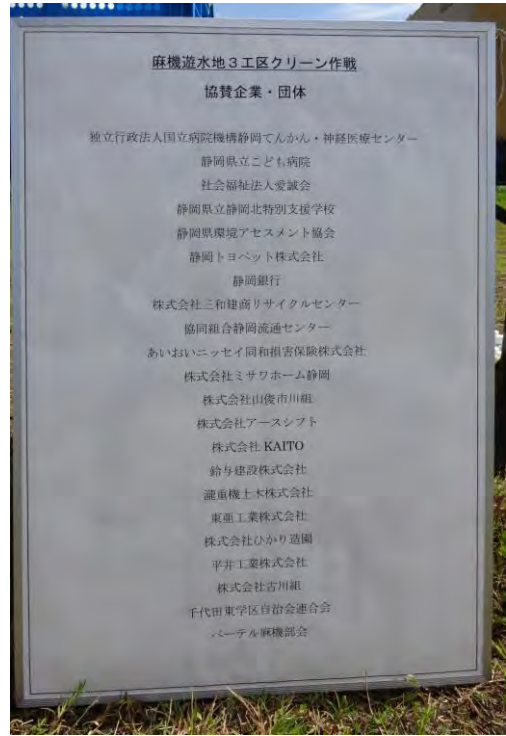 麻機遊水地３工区クリーン作戦
協賛企業・団体
独立行政法人国立病院機構静岡てんかん・神経医療センター
静岡県立こども病院
社会福祉法人愛誠会
静岡県立静岡北特別支援学校
静岡県環境アセスメント協会
静岡トヨペット株式会社
静岡銀行
株式会社三和建商リサイクルセンター
協同組合静岡流通センター
あいおいニッセイ同和損害保険株式会社
株式会社ミサワホーム静岡
株式会社山俊市川組
株式会社アースシフト
株式会社 KAITO
鈴与建設株式会社
瀧重機土木株式会社
東亜工業株式会社
株式会社ひかり造園
平井工業株式会社
株式会社古川組
千代田東学区自治会連合会
ベーテル麻機部会